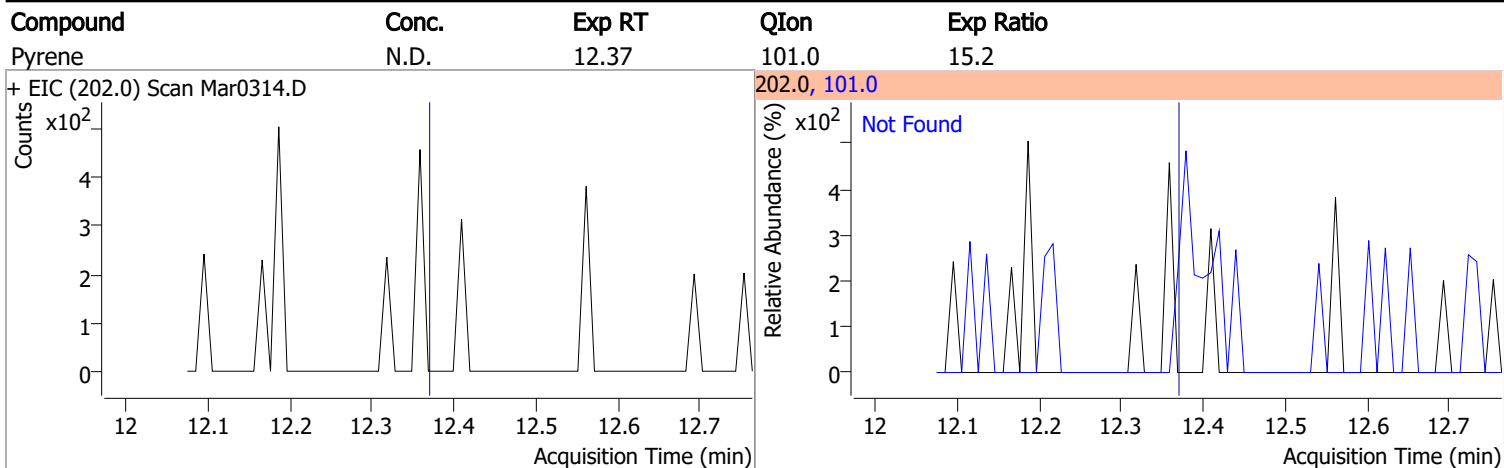 Compound Conc. Exp RT QIon Exp Ratio
Pyrene N.D. 12.37 101.0 15.2
+ EIC (202.0) Scan Mar0314.D
Counts
x10²
4
3
2
1
0
12 12.1 12.2 12.3 12.4 12.5 12.6 12.7
Acquisition Time (min)
202.0, 101.0
Relative Abundance (%)
x10²
Not Found
4
3
2
1
0
12 12.1 12.2 12.3 12.4 12.5 12.6 12.7
Acquisition Time (min)